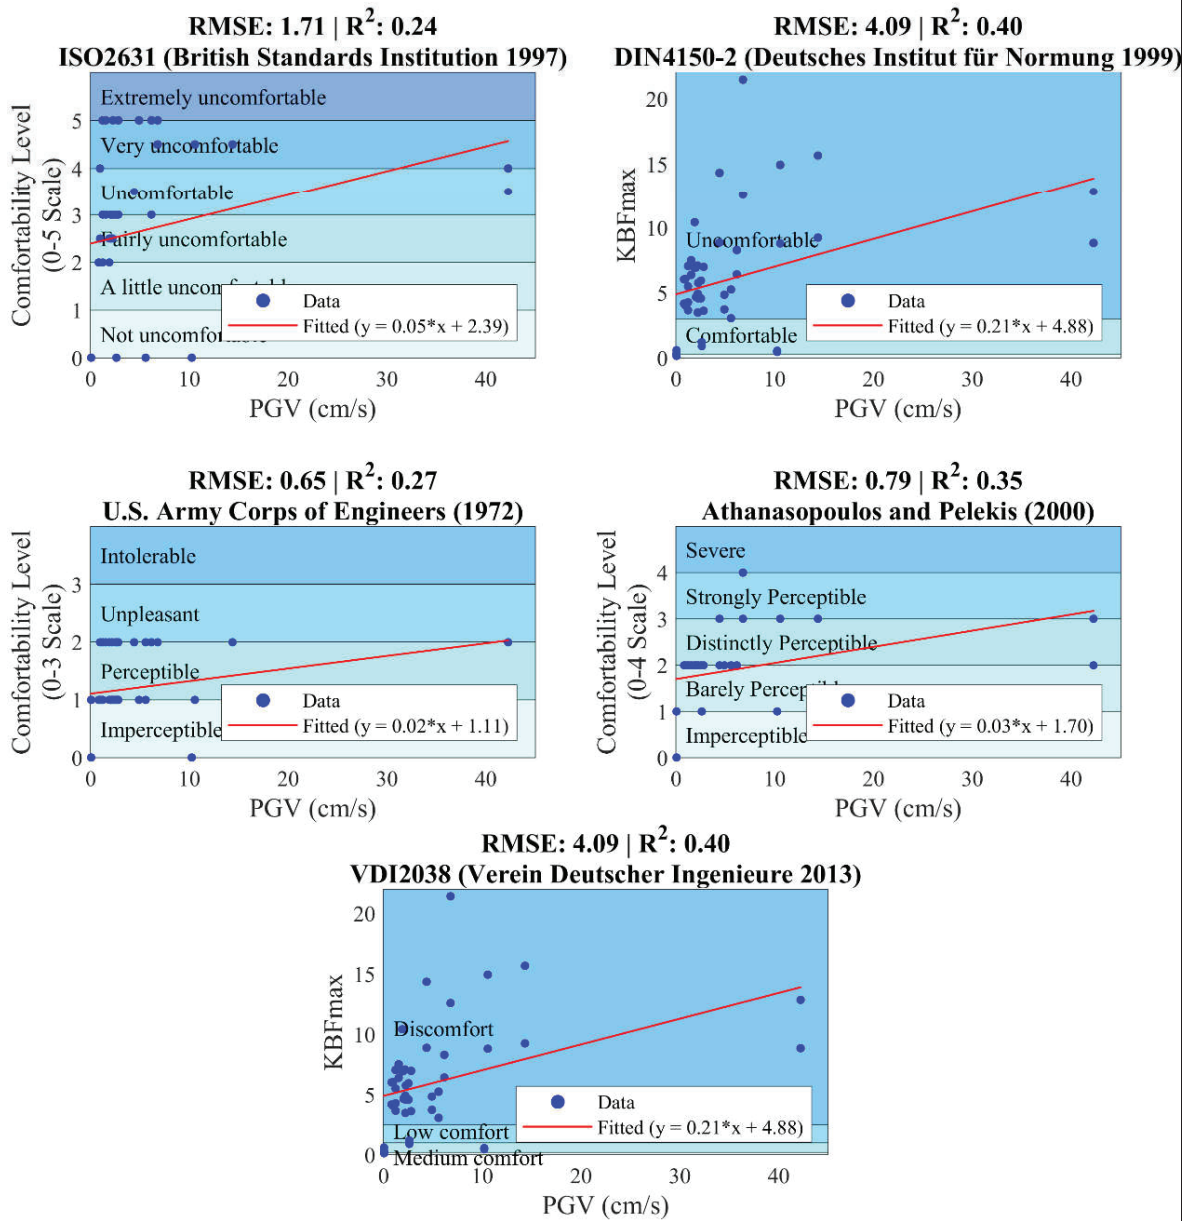 RMSE: 1.71 | R²: 0.24
ISO2631 (British Standards Institution 1997)
Extremely uncomfortable
Very uncomfortable
Uncomfortable
Fairly uncomfortable
A little uncomfortable
Not uncomfortable
Comfortability Level
(0-5 Scale)
5
4
3
2
1
0
Data
Fitted (y = 0.05*x + 2.39)
0 20 40
PGV (cm/s)
RMSE: 4.09 | R²: 0.40
DIN4150-2 (Deutsches Institut für Normung 1999)
KBFmax
20
15
10
5
0
Uncomfortable
Comfortable
Data
Fitted (y = 0.21*x + 4.88)
0 10 20 30 40
PGV (cm/s)
RMSE: 0.65 | R²: 0.27
U.S. Army Corps of Engineers (1972)
Comfortability Level
(0-3 Scale)
3
2
1
0
Intolerable
Unpleasant
Perceptible
Imperceptible
Data
Fitted (y = 0.02*x + 1.11)
0 10 20 30 40
PGV (cm/s)
RMSE: 0.79 | R²: 0.35
Athanasopoulos and Pelekis (2000)
Comfortability Level
(0-4 Scale)
4
3
2
1
0
Severe
Strongly Perceptible
Distinctly Perceptible
Barely Perceptible
Imperceptible
Data
Fitted (y = 0.03*x + 1.70)
0 10 20 30 40
PGV (cm/s)
RMSE: 4.09 | R²: 0.40
VDI2038 (Verein Deutscher Ingenieure 2013)
KBFmax
20
15
10
5
0
Discomfort
Low comfort
Medium comfort
Data
Fitted (y = 0.21*x + 4.88)
0 10 20 30 40
PGV (cm/s)